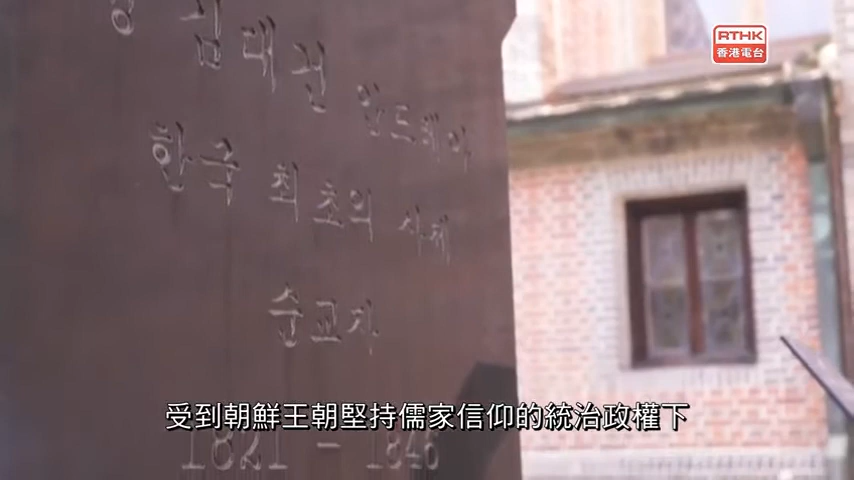 RTHK
香港電台
김대건 안드레아
한국 최초의 사제
순교자
1821 - 1846
受到朝鮮王朝堅持儒家信仰的統治政權下